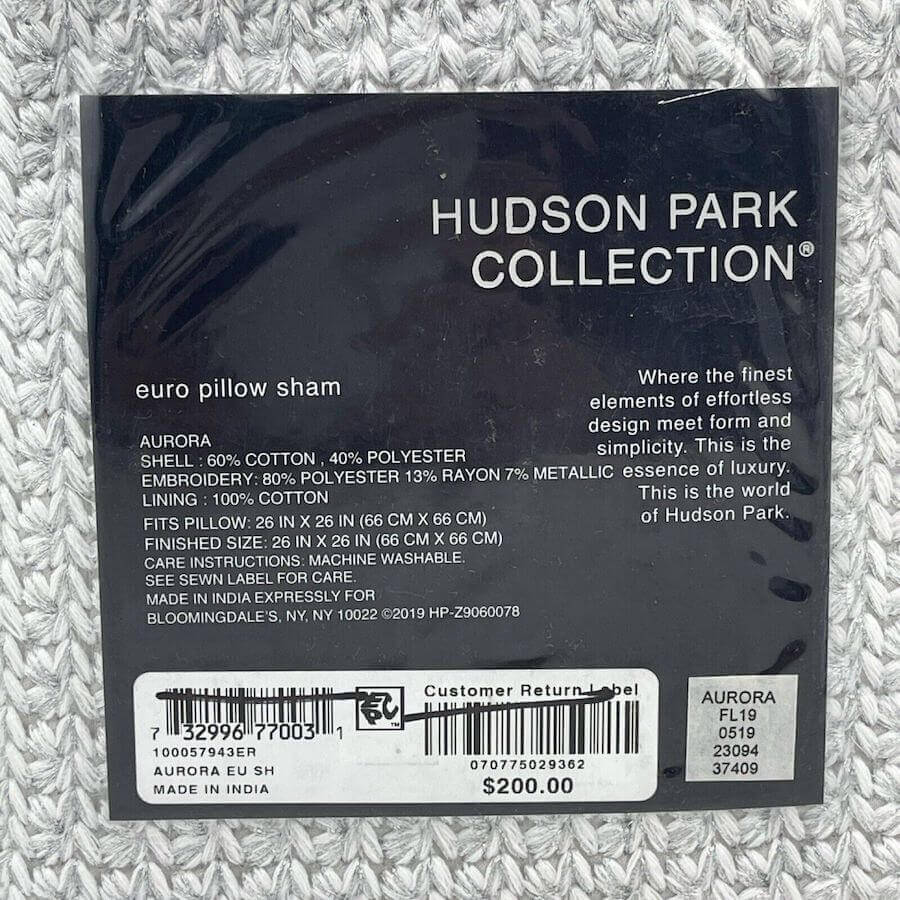 HUDSON PARK
COLLECTION®
euro pillow sham
Where the finest
elements of effortless
design meet form and
simplicity. This is the
essence of luxury.
This is the world
of Hudson Park.
AURORA
SHELL : 60% COTTON , 40% POLYESTER
EMBROIDERY: 80% POLYESTER 13% RAYON 7% METALLIC
LINING : 100% COTTON
FITS PILLOW: 26 IN X 26 IN (66 CM X 66 CM)
FINISHED SIZE: 26 IN X 26 IN (66 CM X 66 CM)
CARE INSTRUCTIONS: MACHINE WASHABLE.
SEE SEWN LABEL FOR CARE.
MADE IN INDIA EXPRESSLY FOR
BLOOMINGDALE'S, NY, NY 10022 ©2019 HP-Z9060078
7 32996 77003 1
100057943ER
AURORA EU SH
MADE IN INDIA
EPC™
Customer Return Label
070775029362
$200.00
AURORA
FL19
0519
23094
37409